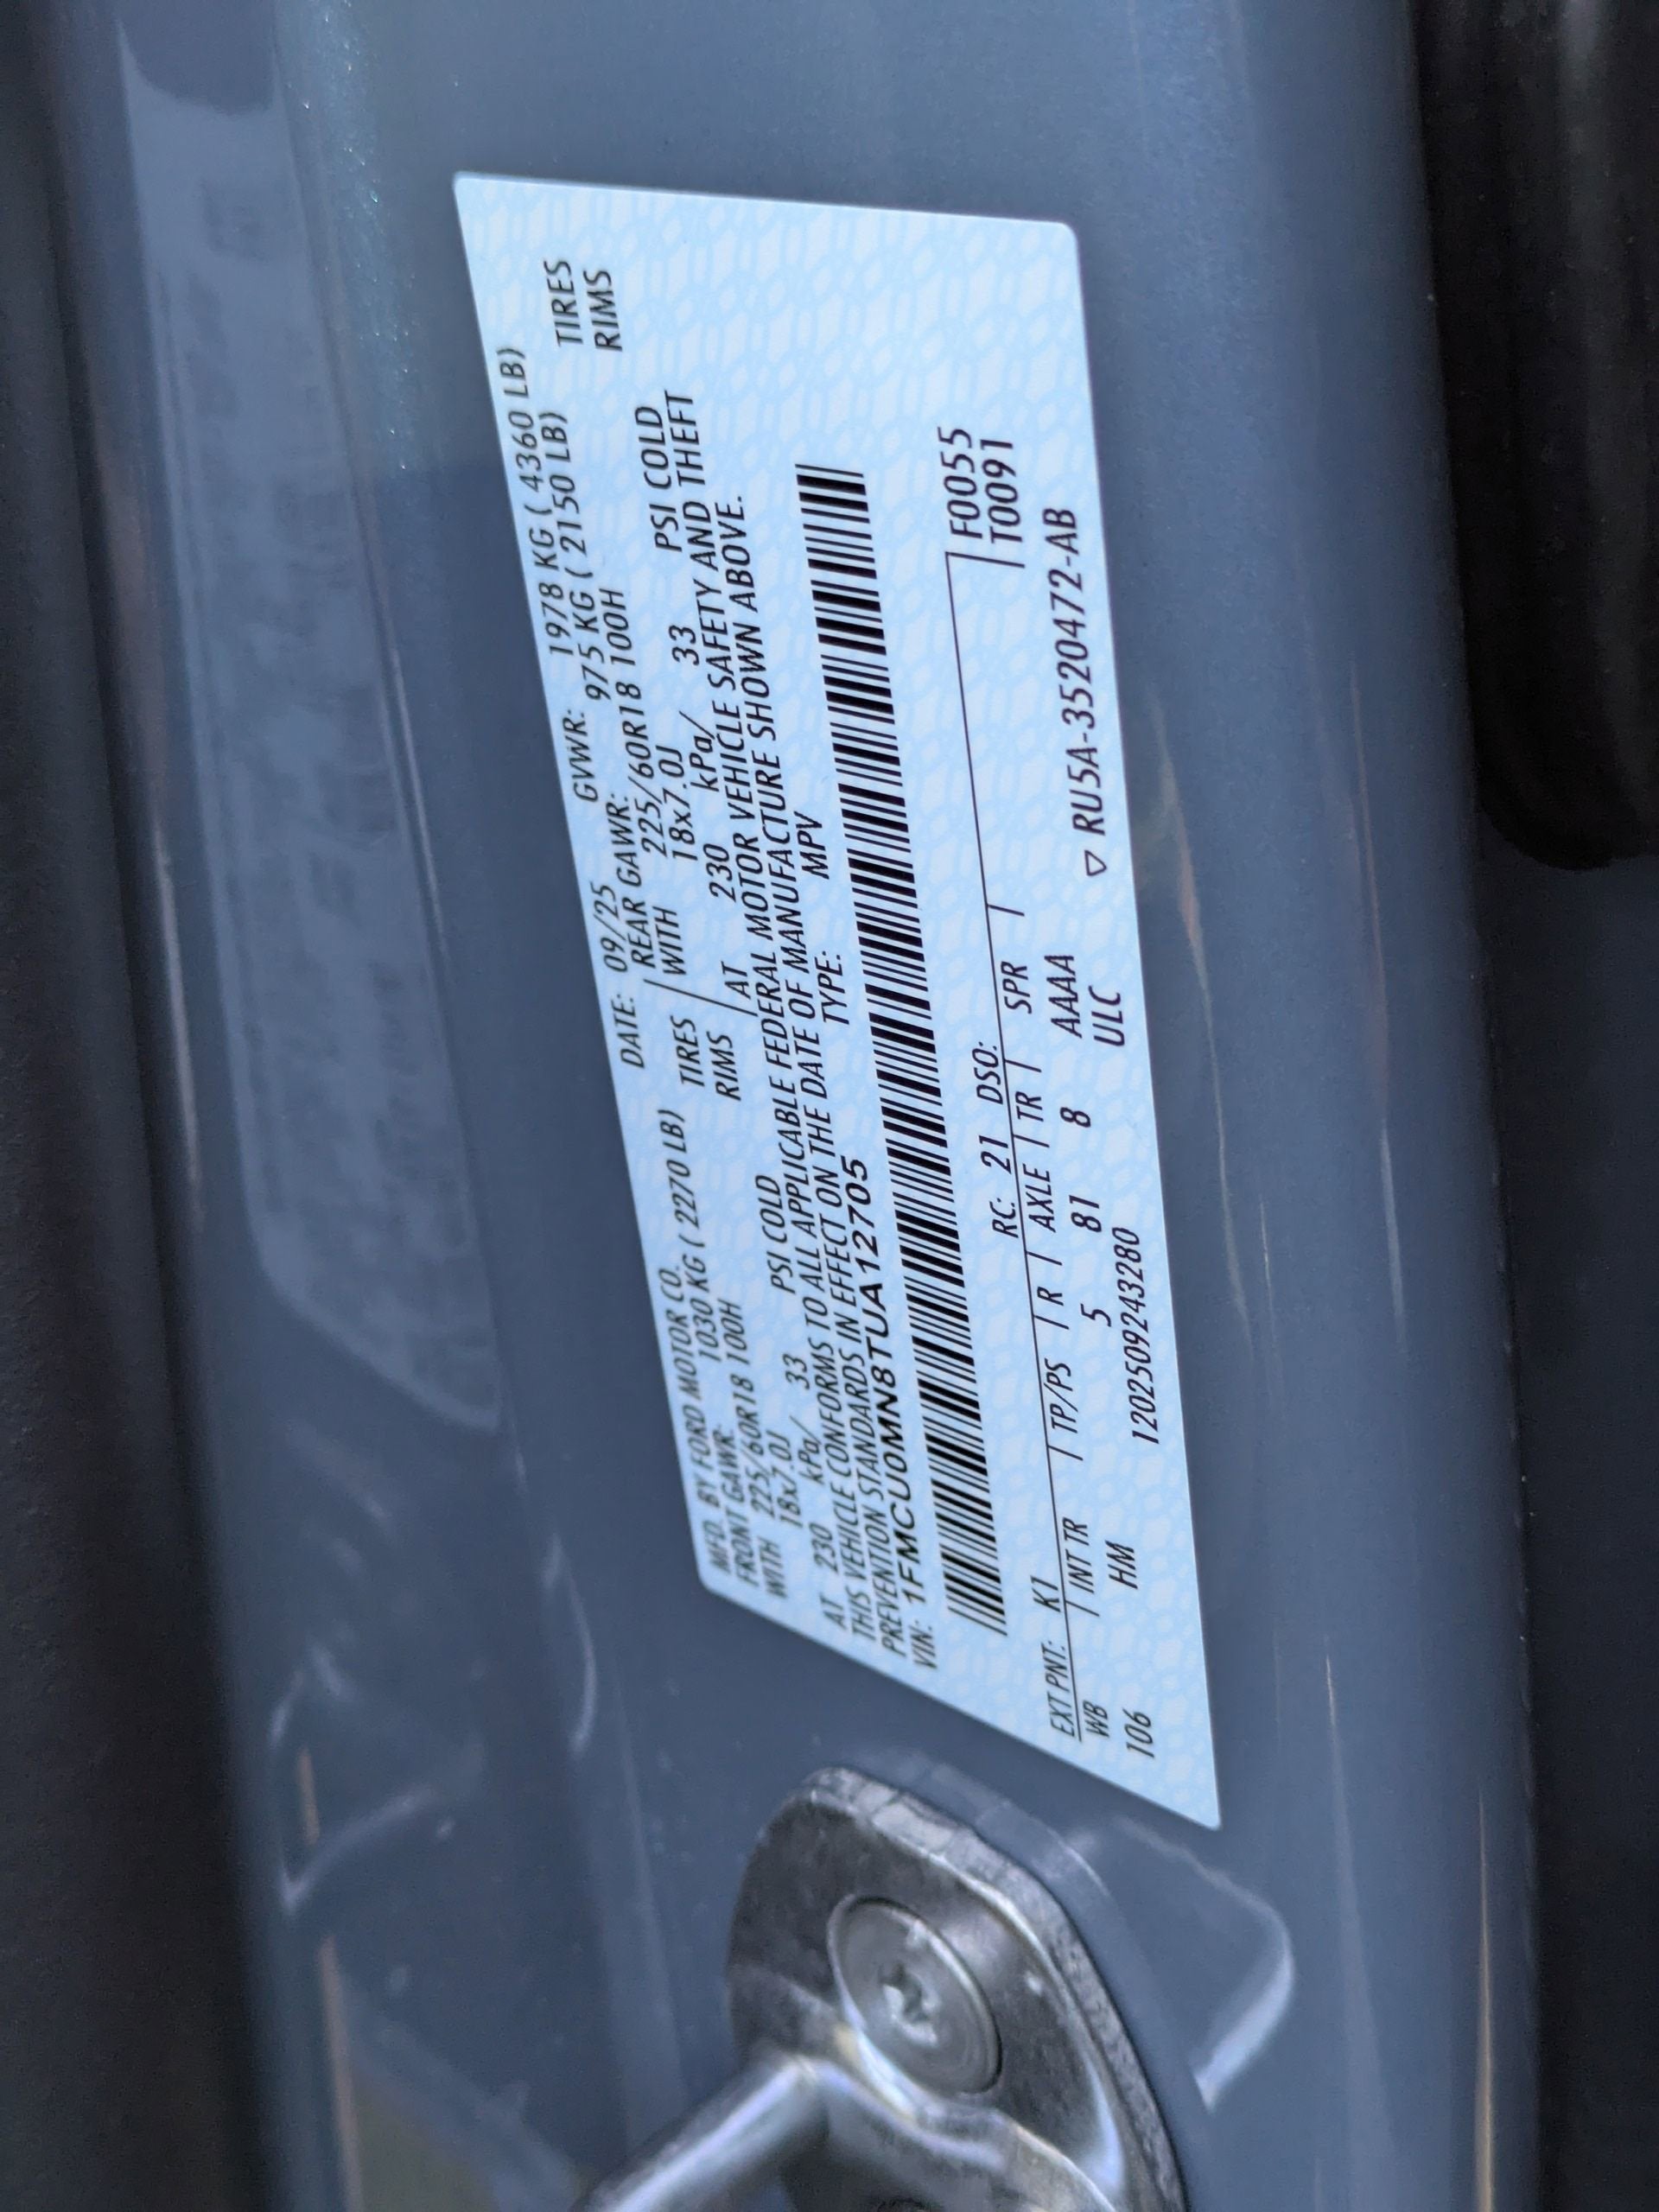 MFD. BY FORD MOTOR CO. DATE: 09/25 GVWR: 1978 KG ( 4360 LB)
FRONT GAWR: 1030 KG ( 2270 LB) REAR GAWR: 975 KG ( 2150 LB)
WITH 225/60R18 100H TIRES WITH 225/60R18 100H TIRES
18x7.0J RIMS 18x7.0J RIMS
AT 230 kPa/ 33 PSI COLD AT 230 kPa/ 33 PSI COLD
THIS VEHICLE CONFORMS TO ALL APPLICABLE FEDERAL MOTOR VEHICLE SAFETY AND THEFT
PREVENTION STANDARDS IN EFFECT ON THE DATE OF MANUFACTURE SHOWN ABOVE.
VIN: 1FMCU0MN8TUA12705 TYPE: MPV
EXT PNT: K1 RC: 21 DSO: F0055
WB INT TR TP/PS R AXLE TR SPR T0091
106 HM 5 81 8 AAAA ▽ RU5A-3520472-AB
1202509243280 ULC